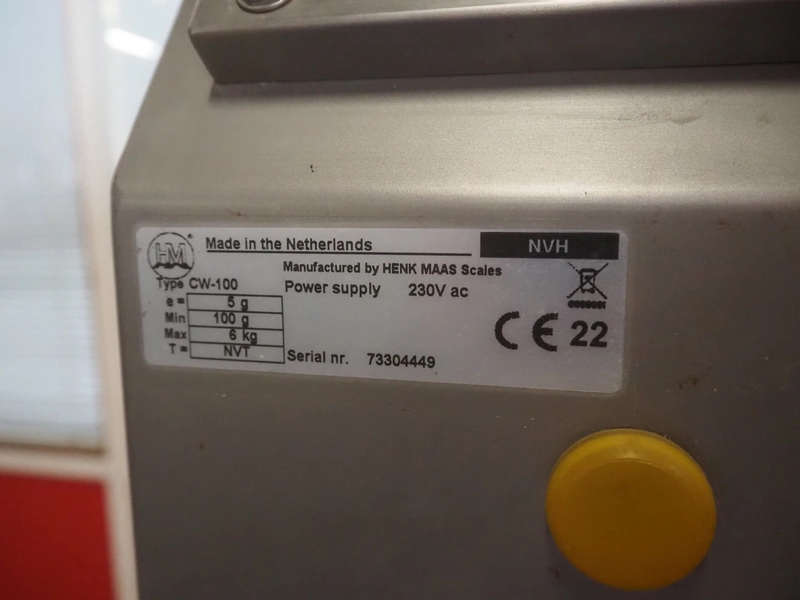 HM
Made in the Netherlands
NVH
Manufactured by HENK MAAS Scales
Type CW-100
Power supply 230V ac
e = 5 g
Min 100 g
Max 6 kg
T = NVT
CE 22
Serial nr. 73304449